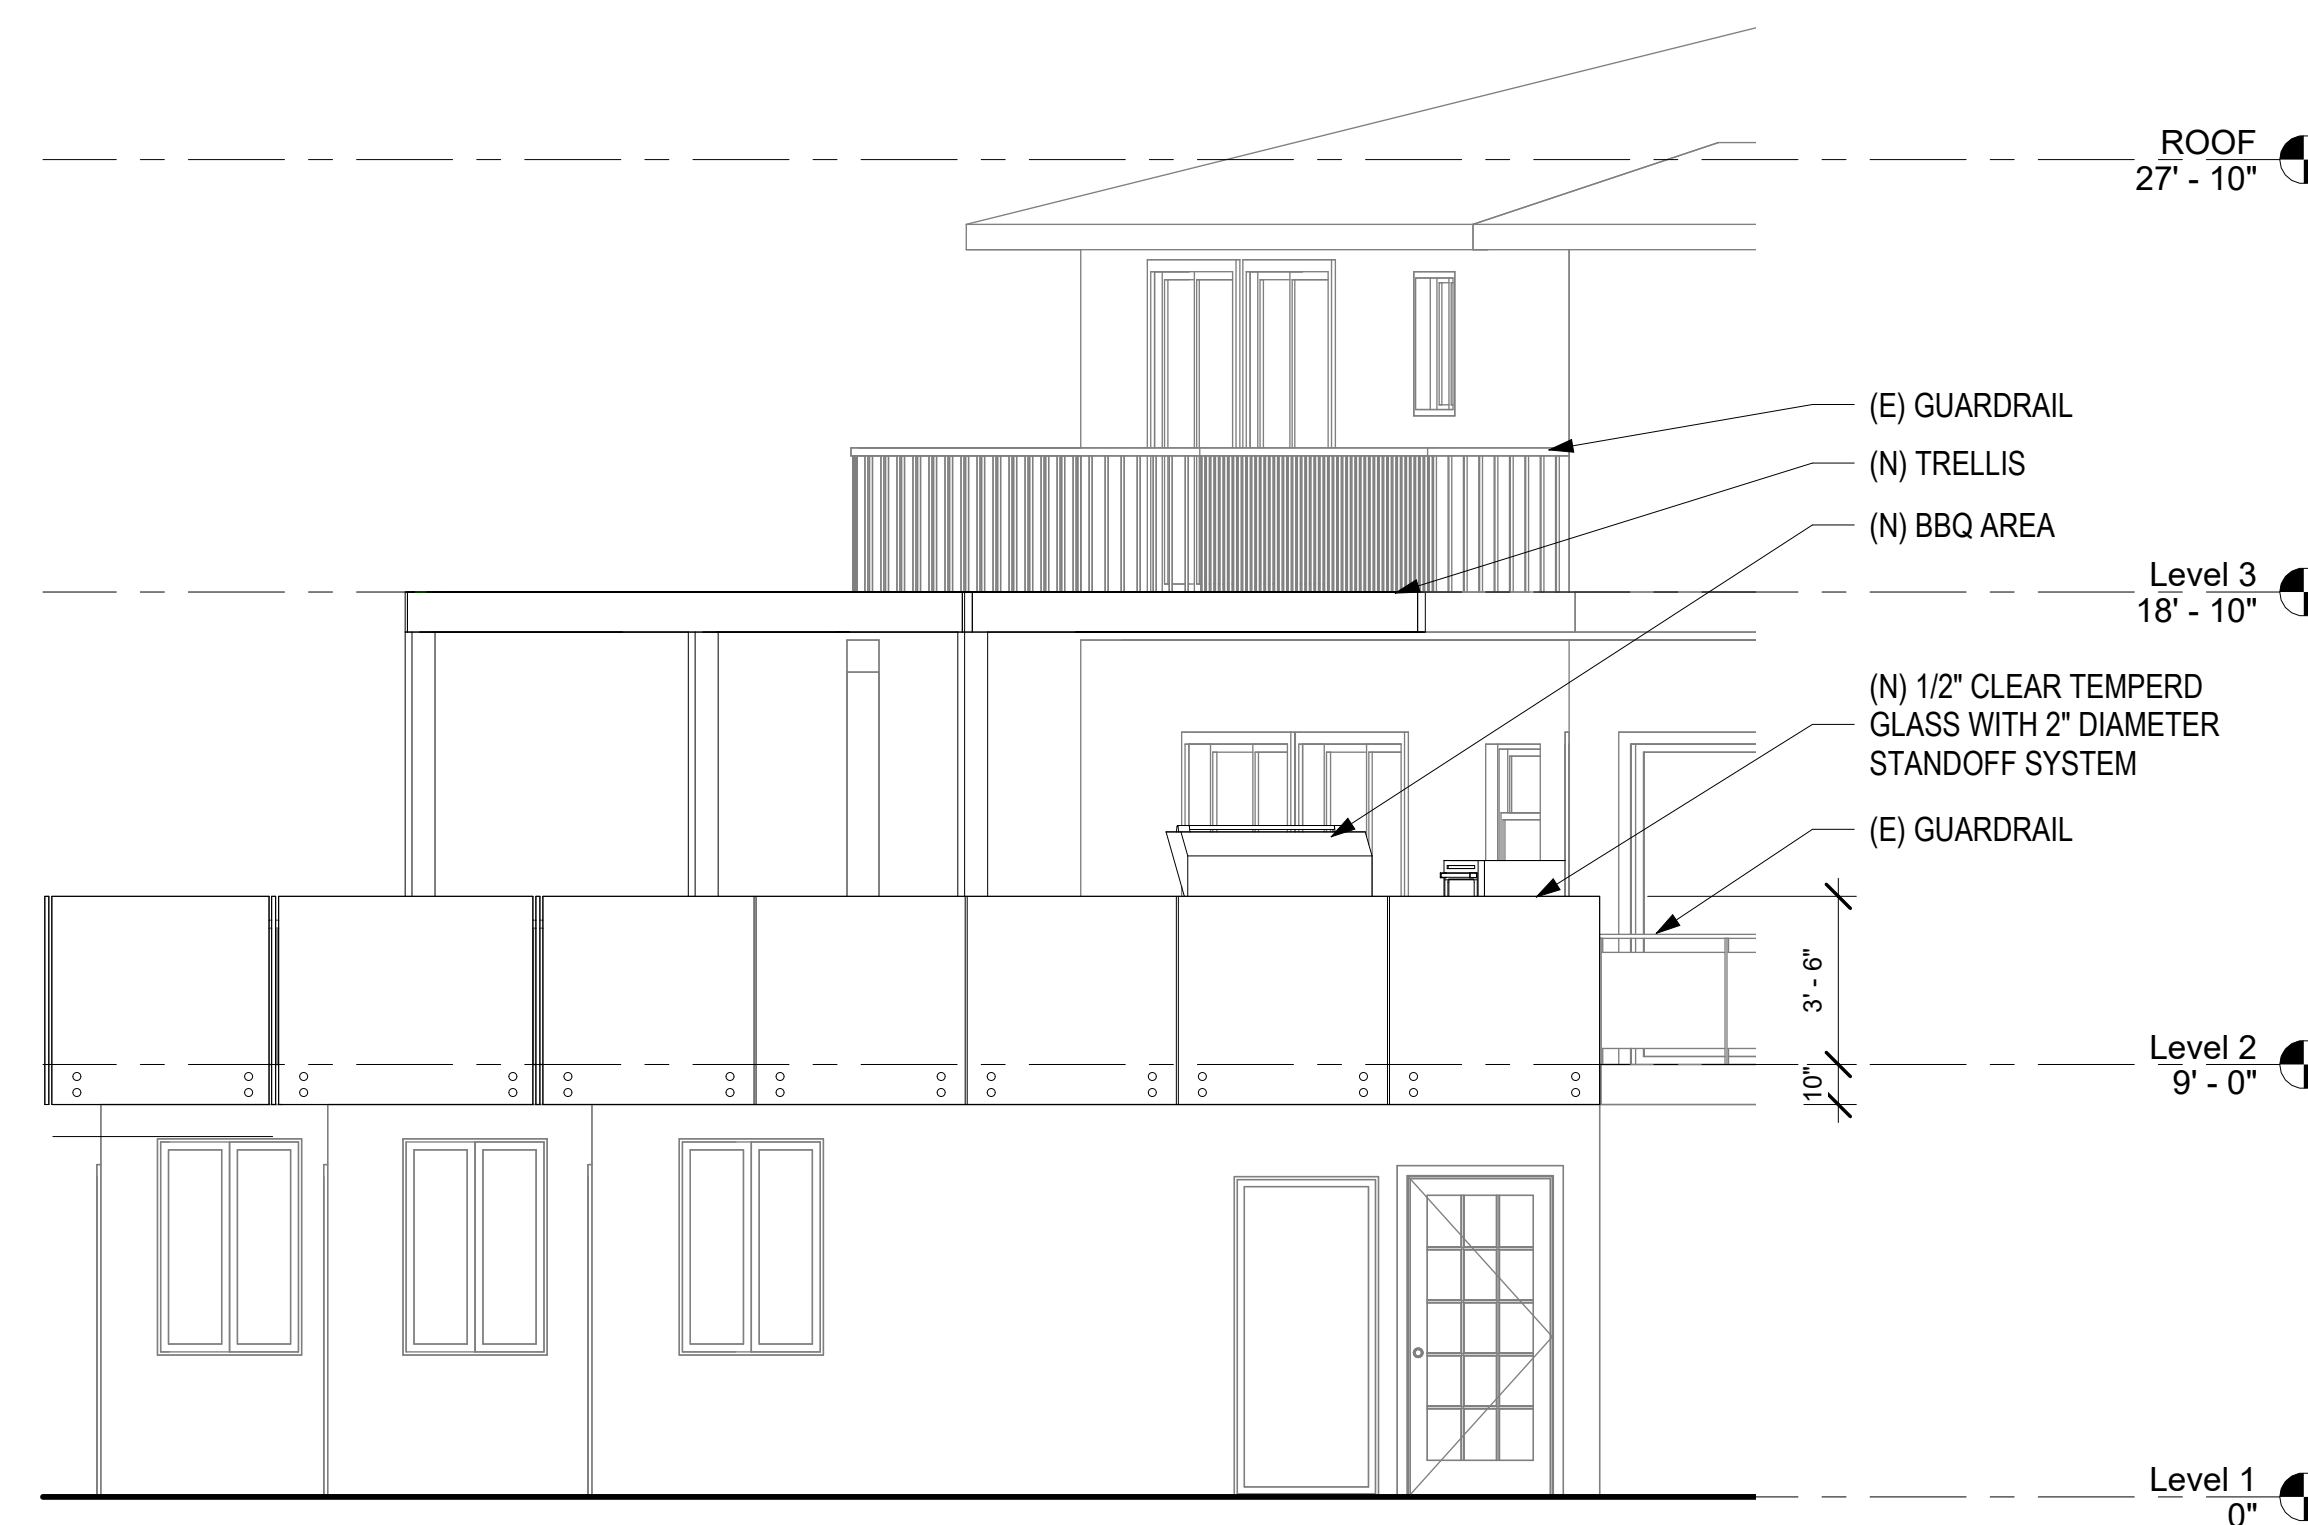 ROOF
27' - 10"
(E) GUARDRAIL
(N) TRELLIS
(N) BBQ AREA
Level 3
18' - 10"
(N) 1/2" CLEAR TEMPERD
GLASS WITH 2" DIAMETER
STANDOFF SYSTEM
(E) GUARDRAIL
3' - 6"
10"
Level 2
9' - 0"
Level 1
0"